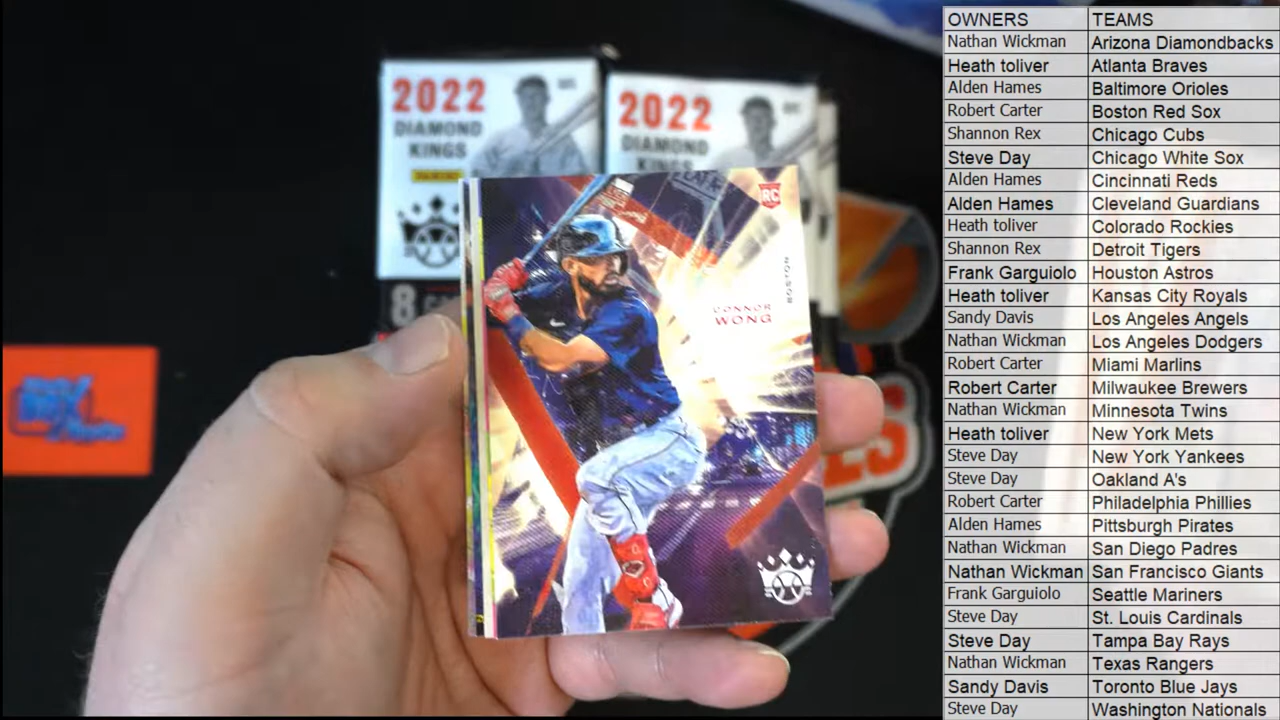 2022
DIAMOND
KINGS
PANINI
8
2022
DIAMOND
KINGS
RC
BOSTON
CONNOR
WONG
OWNERS TEAMS
Nathan Wickman Arizona Diamondbacks
Heath toliver Atlanta Braves
Alden Hames Baltimore Orioles
Robert Carter Boston Red Sox
Shannon Rex Chicago Cubs
Steve Day Chicago White Sox
Alden Hames Cincinnati Reds
Alden Hames Cleveland Guardians
Heath toliver Colorado Rockies
Shannon Rex Detroit Tigers
Frank Garguiolo Houston Astros
Heath toliver Kansas City Royals
Sandy Davis Los Angeles Angels
Nathan Wickman Los Angeles Dodgers
Robert Carter Miami Marlins
Robert Carter Milwaukee Brewers
Nathan Wickman Minnesota Twins
Heath toliver New York Mets
Steve Day New York Yankees
Steve Day Oakland A's
Robert Carter Philadelphia Phillies
Alden Hames Pittsburgh Pirates
Nathan Wickman San Diego Padres
Nathan Wickman San Francisco Giants
Frank Garguiolo Seattle Mariners
Steve Day St. Louis Cardinals
Steve Day Tampa Bay Rays
Nathan Wickman Texas Rangers
Sandy Davis Toronto Blue Jays
Steve Day Washington Nationals